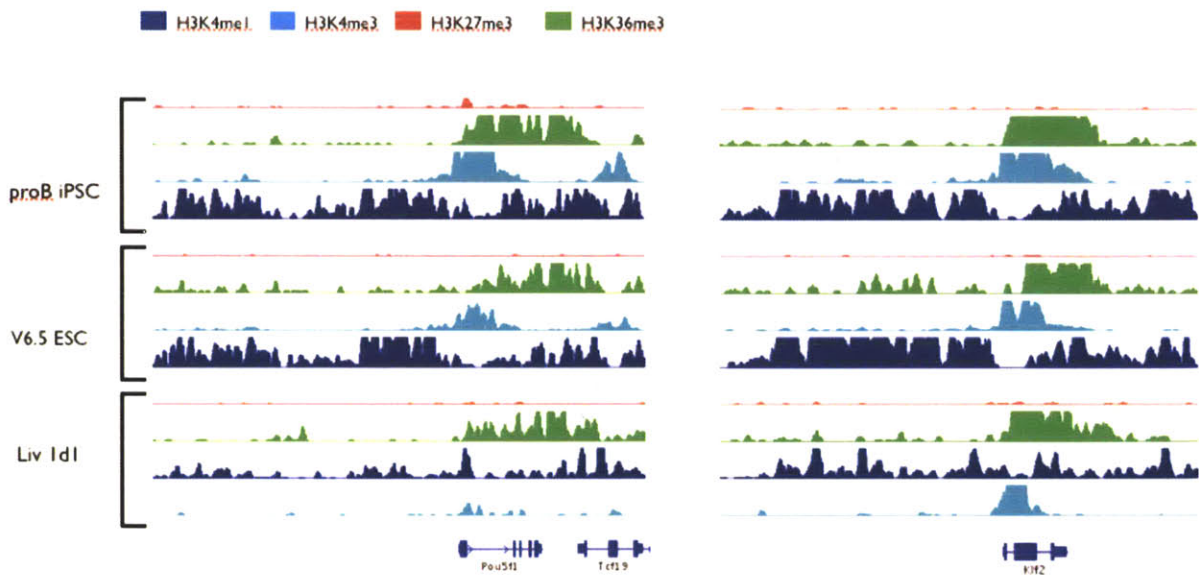 H3K4me1 H3K4me3 H3K27me3 H3K36me3
proB iPSC
V6.5 ESC
Liv 1d1
Pou5f1 Tcf19 Klf2